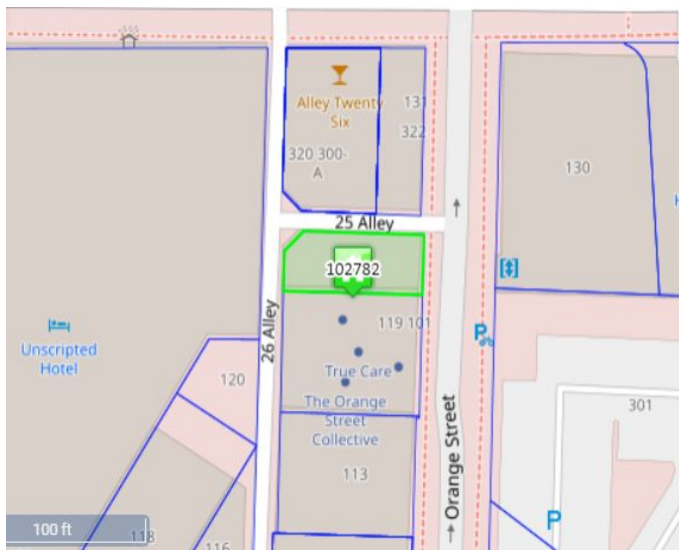 Alley Twenty
Six
131
322
320 300-
A
130
25 Alley
102782
119 101
26 Alley
Unscripted
Hotel
True Care
120
The Orange
Street
Collective
Orange Street
301
113
P
P
100 ft
118
116